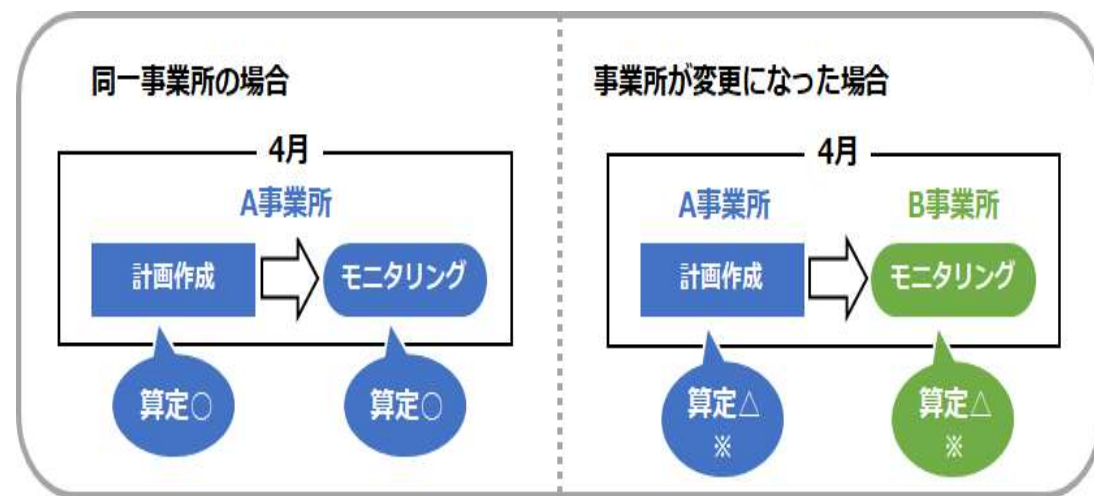 同一事業所の場合
4月
A事業所
計画作成
モニタリング
算定○
算定○
事業所が変更になった場合
4月
A事業所
B事業所
計画作成
モニタリング
算定△
※
算定△
※